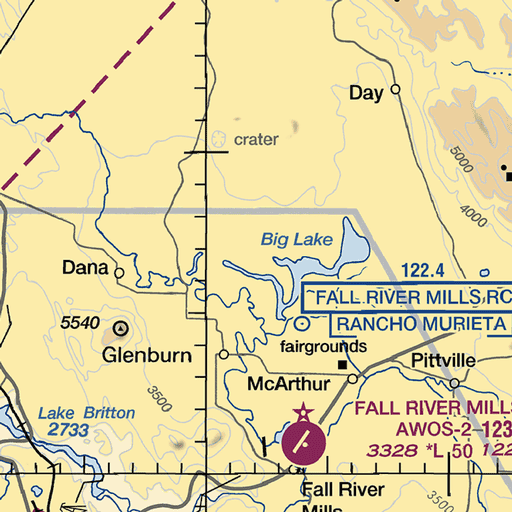 Day
crater
5000
4000
Big Lake
Dana
122.4
FALL RIVER MILLS RC
RANCHO MURIETA
5540
Glenburn
fairgrounds
Pittville
McArthur
3500
Lake Britton
2733
FALL RIVER MILLS
AWOS-2 123
3328 *L 50 122
Fall River
Mills
3500